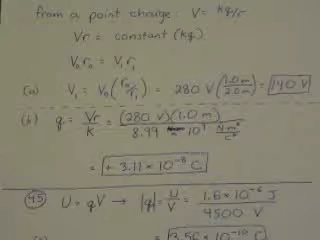 from a point charge: V = kq/r
Vr = constant (kq)
V₀r₀ = V₁r₁
(a) V₁ = V₀(r₀/r₁) = 280 V (1.0 m / 2.0 m) = 140 V
(b) q = Vr/k = (280 V)(1.0 m) / 8.99 × 10⁹ N·m²/C²
= + 3.11 × 10⁻⁸ C
45 U = qV → |q| = U/V = 1.6 × 10⁻⁶ J / 4500 V
3.56 × 10⁻¹⁰ C